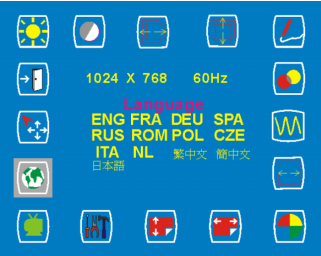 1024 X 768 60Hz
Language
ENG FRA DEU SPA
RUS ROM POL CZE
ITA NL 繁中文 簡中文
日本語